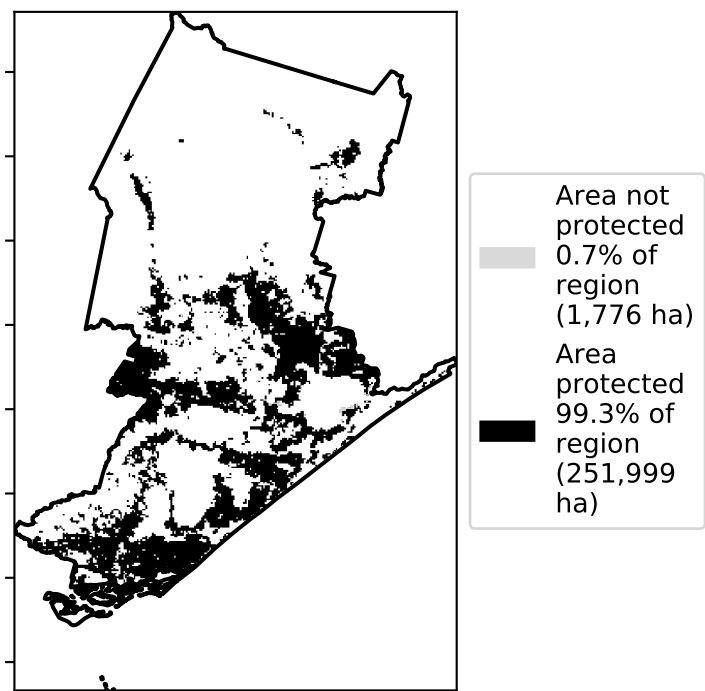 Area not
protected
0.7% of
region
(1,776 ha)
Area
protected
99.3% of
region
(251,999
ha)